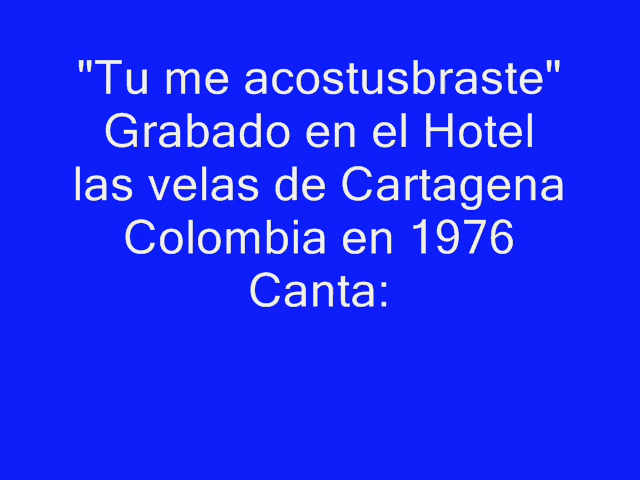 "Tu me acostusbraste"
Grabado en el Hotel
las velas de Cartagena
Colombia en 1976
Canta: